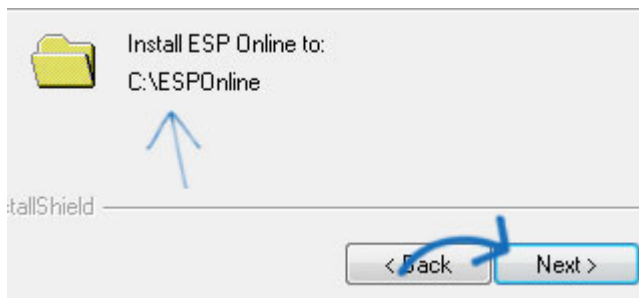 Install ESP Online to:
C:\ESPOnline
tallShield
< Back
Next >